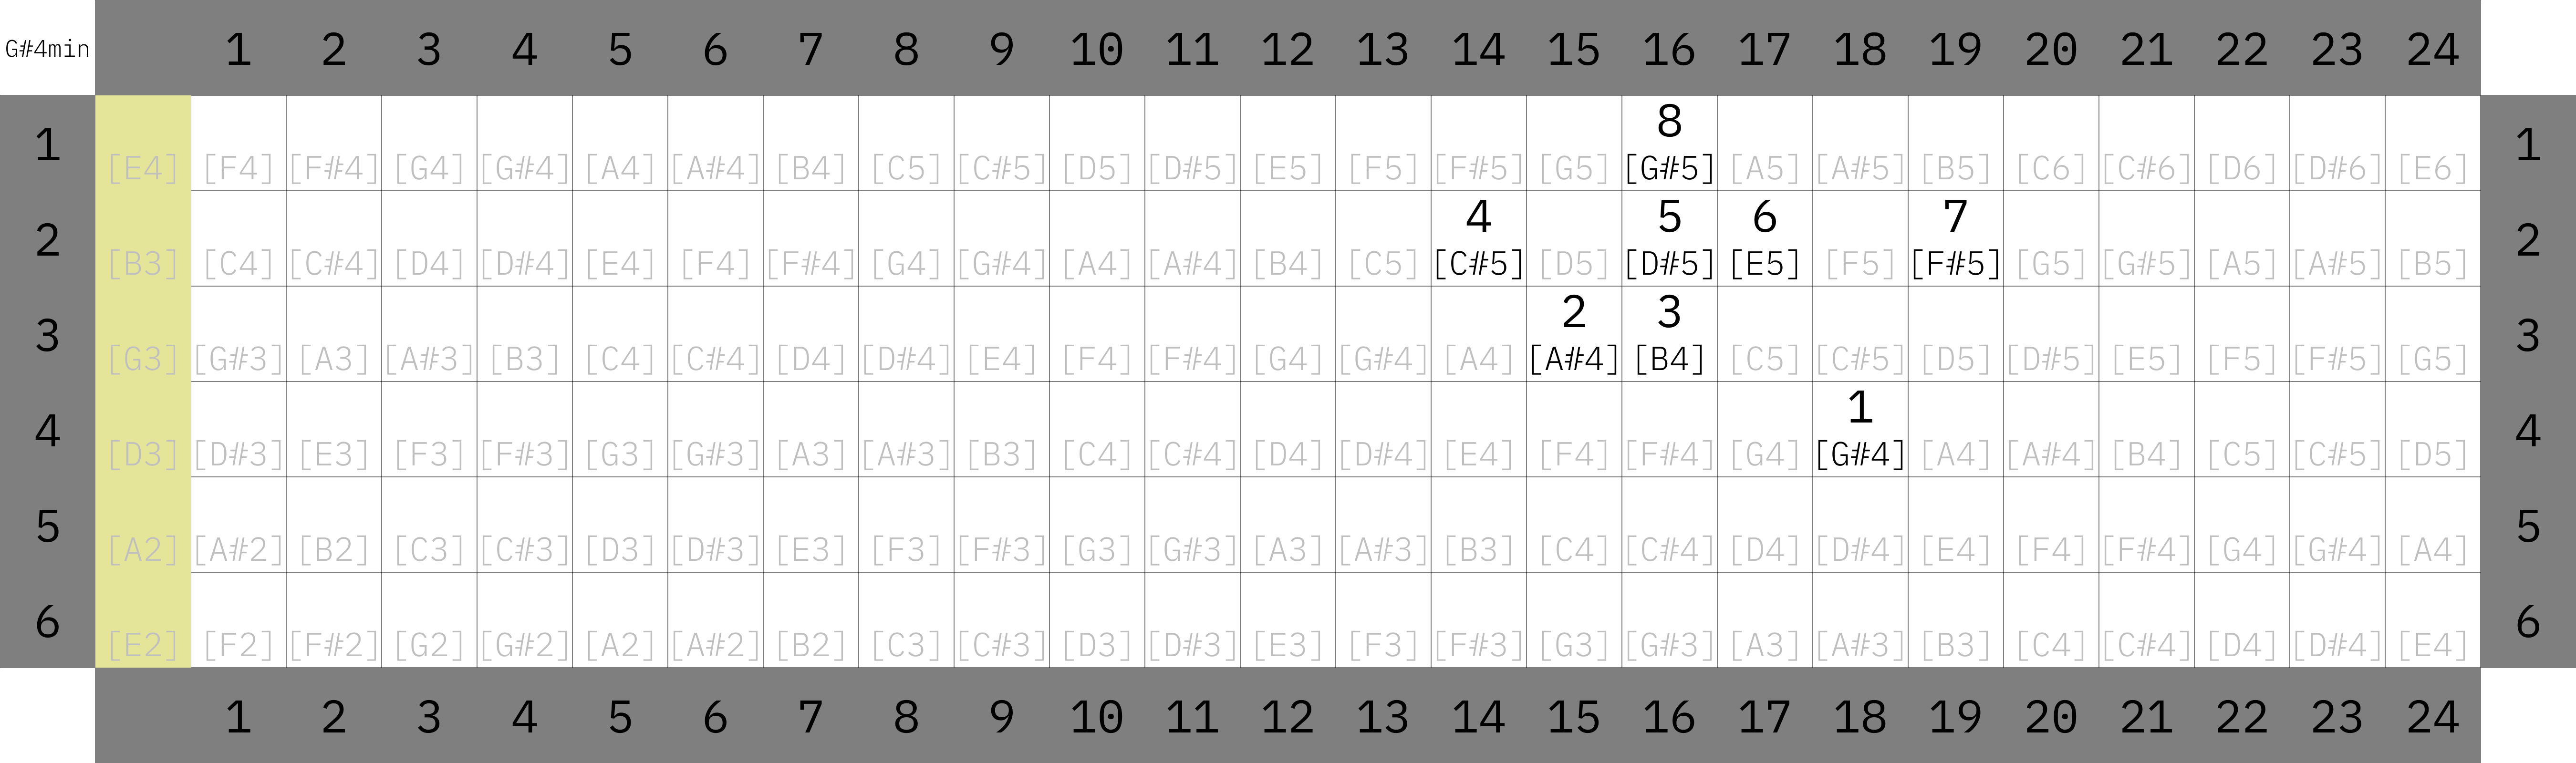 G#4min 1 2 3 4 5 6 7 8 9 10 11 12 13 14 15 16 17 18 19 20 21 22 23 24
8
1 [E4] [F4] [F#4] [G4] [G#4] [A4] [A#4] [B4] [C5] [C#5] [D5] [D#5] [E5] [F5] [F#5] [G5] [G#5] [A5] [A#5] [B5] [C6] [C#6] [D6] [D#6] [E6] 1
4 5 6 7
2 [B3] [C4] [C#4] [D4] [D#4] [E4] [F4] [F#4] [G4] [G#4] [A4] [A#4] [B4] [C5] [C#5] [D5] [D#5] [E5] [F5] [F#5] [G5] [G#5] [A5] [A#5] [B5] 2
2 3
3 [G3] [G#3] [A3] [A#3] [B3] [C4] [C#4] [D4] [D#4] [E4] [F4] [F#4] [G4] [G#4] [A4] [A#4] [B4] [C5] [C#5] [D5] [D#5] [E5] [F5] [F#5] [G5] 3
1
4 [D3] [D#3] [E3] [F3] [F#3] [G3] [G#3] [A3] [A#3] [B3] [C4] [C#4] [D4] [D#4] [E4] [F4] [F#4] [G4] [G#4] [A4] [A#4] [B4] [C5] [C#5] [D5] 4
5 [A2] [A#2] [B2] [C3] [C#3] [D3] [D#3] [E3] [F3] [F#3] [G3] [G#3] [A3] [A#3] [B3] [C4] [C#4] [D4] [D#4] [E4] [F4] [F#4] [G4] [G#4] [A4] 5
6 [E2] [F2] [F#2] [G2] [G#2] [A2] [A#2] [B2] [C3] [C#3] [D3] [D#3] [E3] [F3] [F#3] [G3] [G#3] [A3] [A#3] [B3] [C4] [C#4] [D4] [D#4] [E4] 6
1 2 3 4 5 6 7 8 9 10 11 12 13 14 15 16 17 18 19 20 21 22 23 24